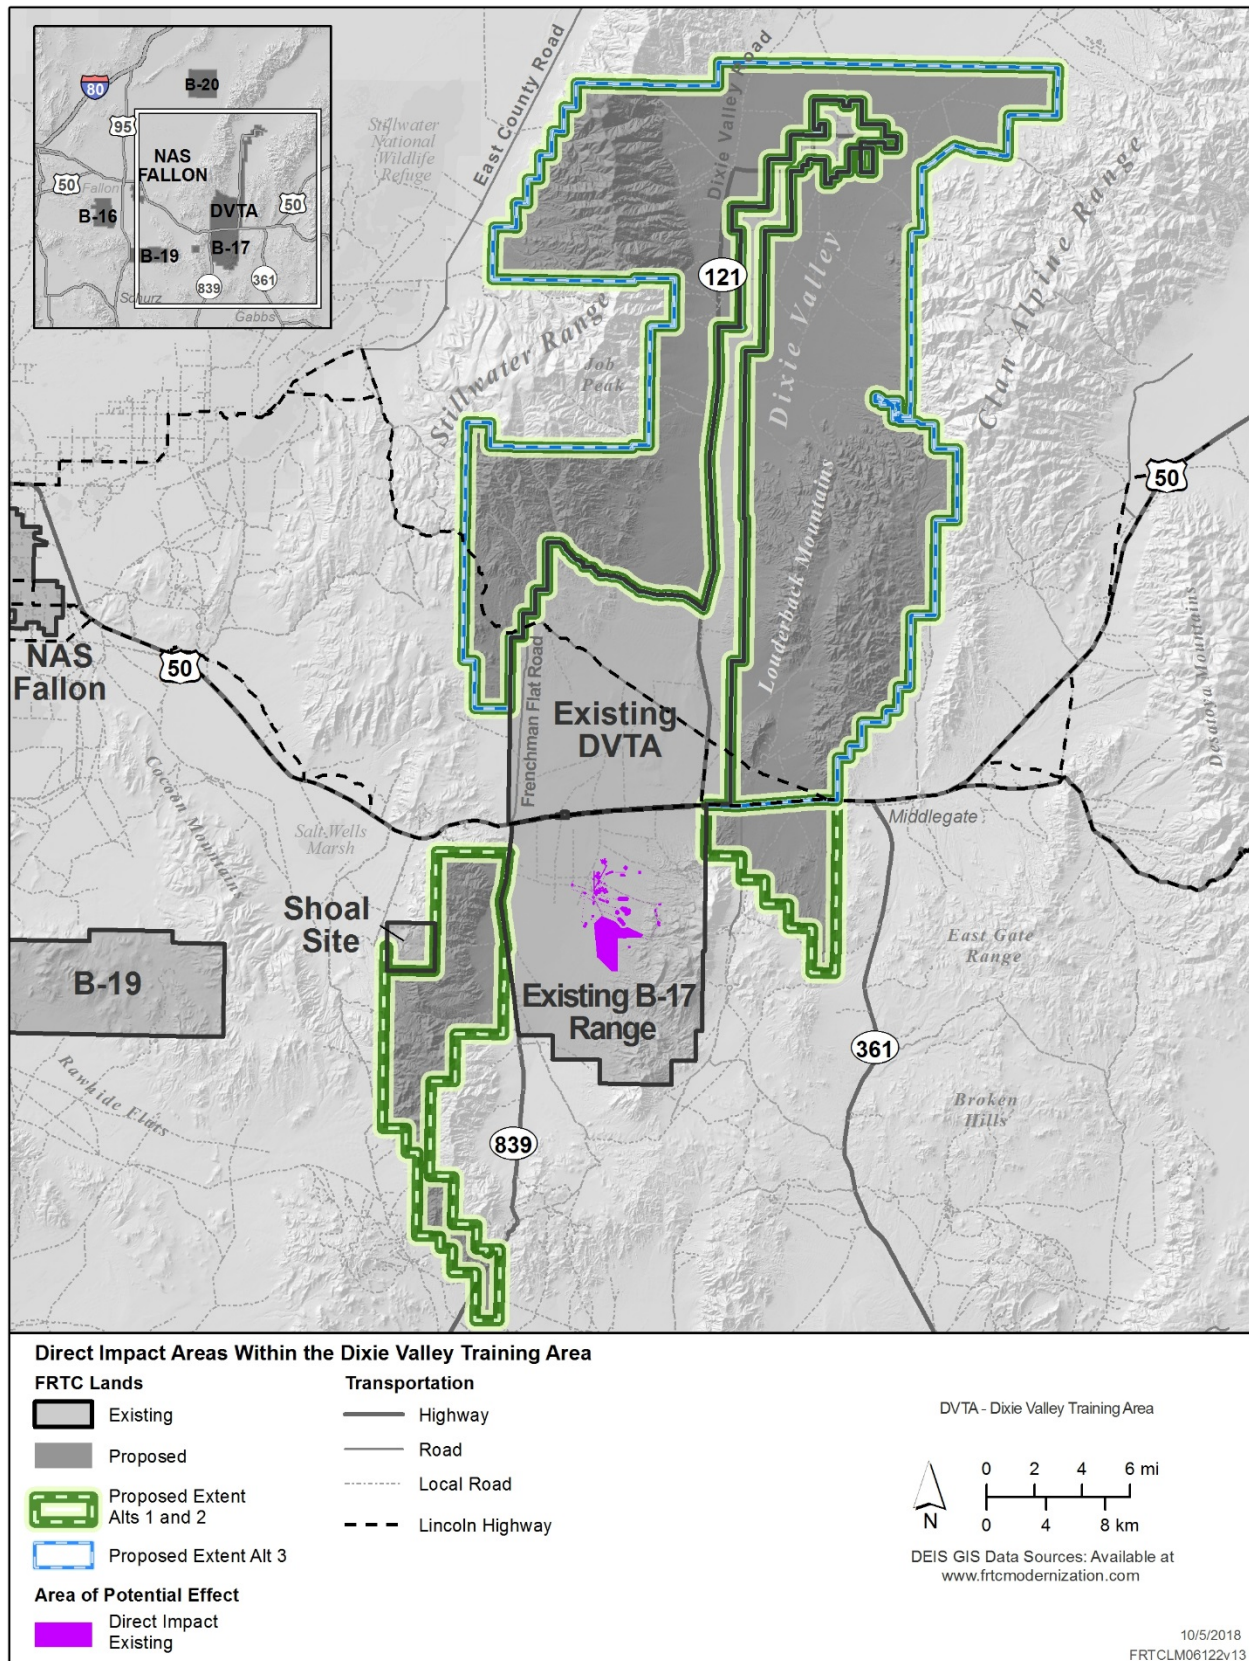 80
B-20
95
NAS
FALLON
50
Fallon
B-16
DVTA
50
B-17
B-19
Schurz
839
361
Gabbs
East County Road
Dixie Valley Road
Stillwater
National
Wildlife
Refuge
121
Dixie Valley
Clan Alpine Range
Stillwater Range
Job
Peak
Louderback Mountains
50
NAS
Fallon
50
Frenchman Flat Road
Existing
DVTA
Desatoya Mountains
Cocoon Mountains
Salt Wells
Marsh
Middlegate
Shoal
Site
B-19
East Gate
Range
Existing B-17
Range
361
Rawhide Flats
Broken
Hills
839
Direct Impact Areas Within the Dixie Valley Training Area
FRTC Lands
Existing
Proposed
Proposed Extent
Alts 1 and 2
Proposed Extent Alt 3
Area of Potential Effect
Direct Impact
Existing
Transportation
Highway
Road
Local Road
Lincoln Highway
DVTA - Dixie Valley Training Area
N
0 2 4 6 mi
0 4 8 km
DEIS GIS Data Sources: Available at
www.frtcmodernization.com
10/5/2018
FRTCLM06122v13